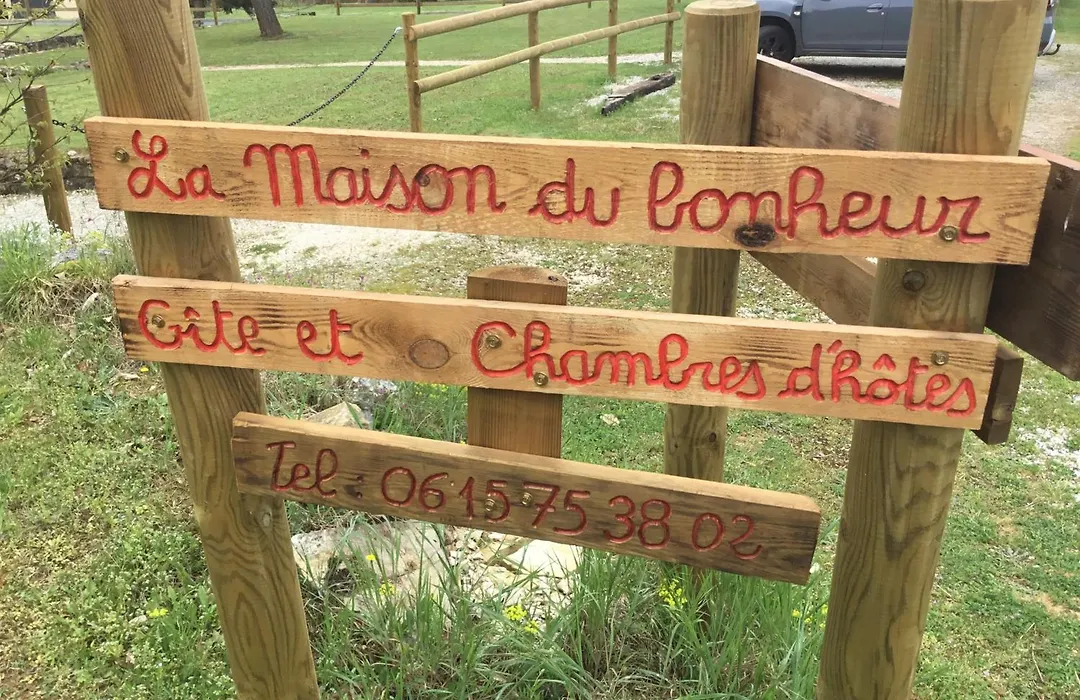 La Maison du bonheur
Gîte et Chambres d'hôtes
Tel : 06 15 75 38 02